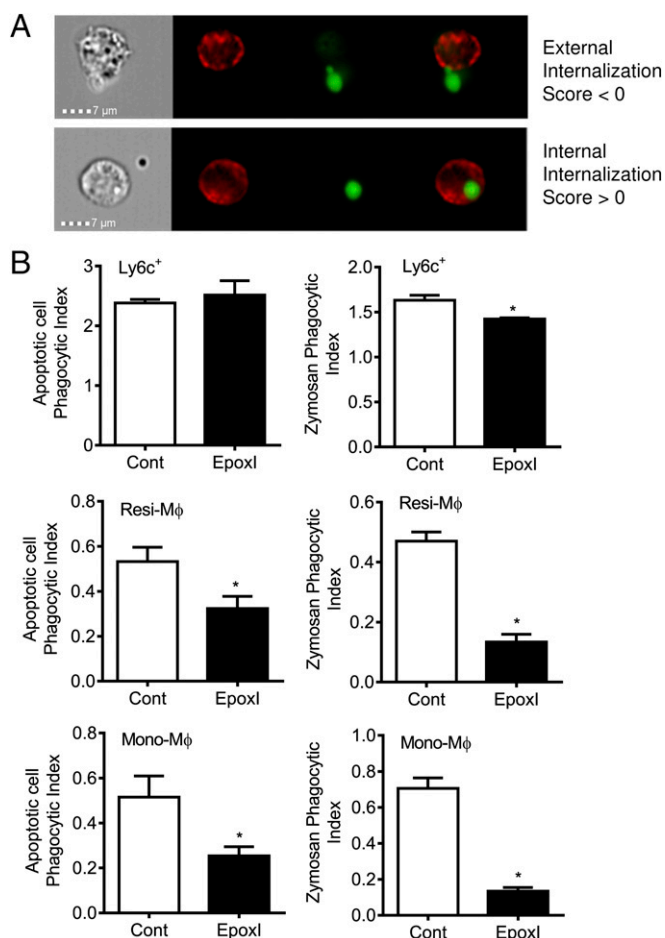 A
7 µm
External
Internalization
Score < 0
7 µm
Internal
Internalization
Score > 0
B
Apoptotic cell
Phagocytic Index
Ly6c⁺
3
2
1
0
Cont
EpoxI
Zymosan Phagocytic
Index
Ly6c⁺
2.0
1.5
1.0
0.5
0.0
*
Cont
EpoxI
Apoptotic cell
Phagocytic Index
Resi-Mϕ
0.8
0.6
0.4
0.2
0.0
*
Cont
EpoxI
Zymosan Phagocytic
Index
Resi-Mϕ
0.6
0.4
0.2
0.0
*
Cont
EpoxI
Apoptotic cell
Phagocytic Index
Mono-Mϕ
0.8
0.6
0.4
0.2
0.0
*
Cont
EpoxI
Zymosan Phagocytic
Index
Mono-Mϕ
1.0
0.8
0.6
0.4
0.2
0.0
*
Cont
EpoxI